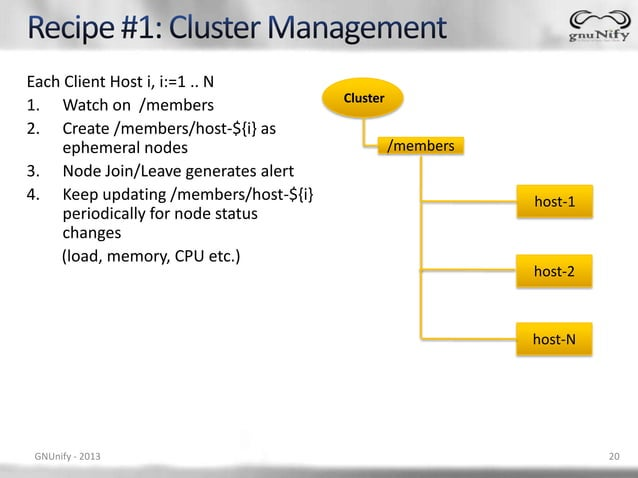 Recipe #1: Cluster Management
gnuNify
Each Client Host i, i:=1 .. N
1. Watch on /members
2. Create /members/host-${i} as
ephemeral nodes
3. Node Join/Leave generates alert
4. Keep updating /members/host-${i}
periodically for node status
changes
(load, memory, CPU etc.)
Cluster
/members
host-1
host-2
host-N
GNUnify - 2013
20